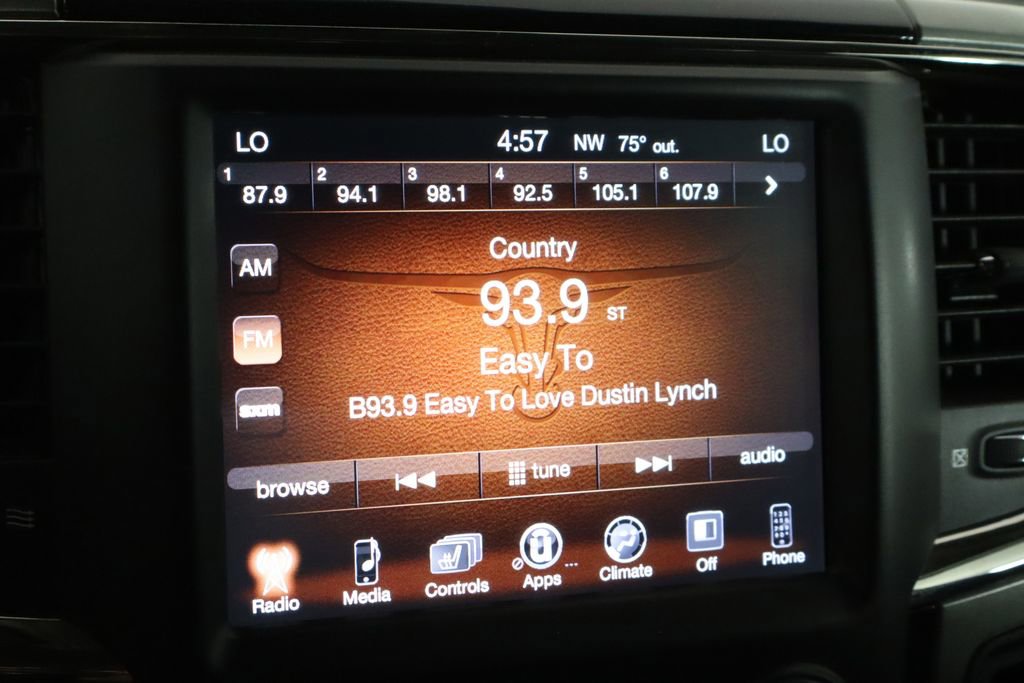 LO 4:57 NW 75° out. LO
1 2 3 4 5 6
87.9 94.1 98.1 92.5 105.1 107.9
Country
AM
93.9 ST
FM
Easy To
B93.9 Easy To Love Dustin Lynch
sxm
browse tune audio
Radio Media Controls Apps Climate Off Phone